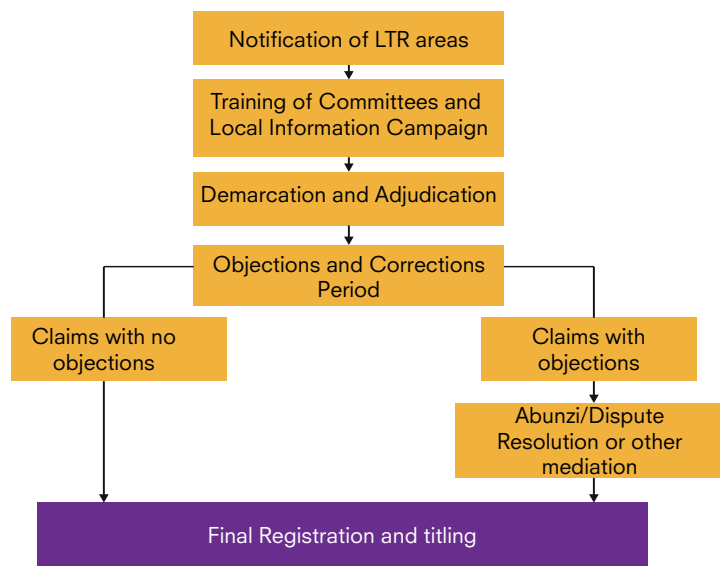 Notification of LTR areas
Training of Committees and
Local Information Campaign
Demarcation and Adjudication
Objections and Corrections
Period
Claims with no
objections
Claims with
objections
Abunzi/Dispute
Resolution or other
mediation
Final Registration and titling